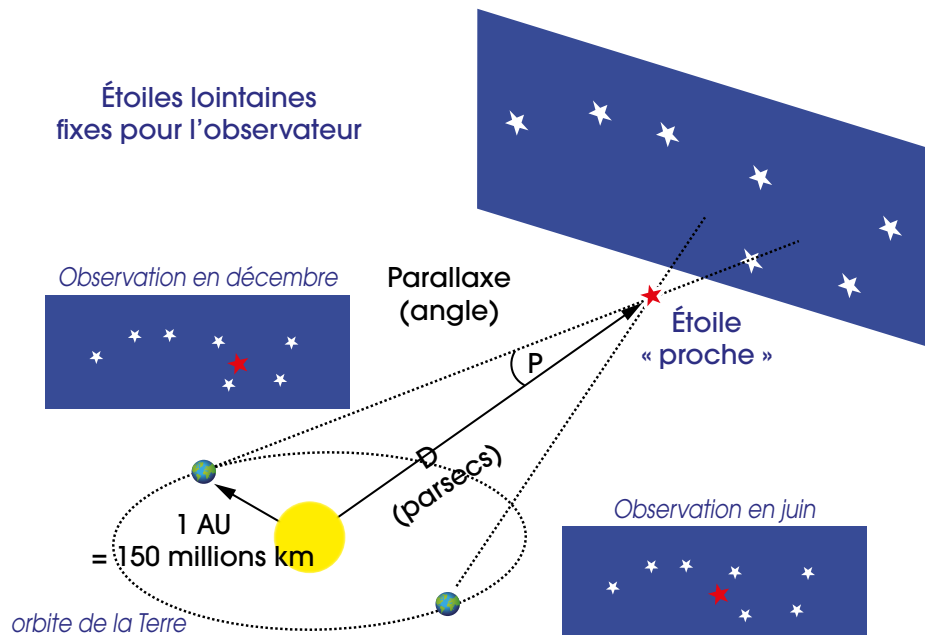 Étoiles lointaines
fixes pour l'observateur
Observation en décembre
Parallaxe
(angle)
Étoile
« proche »
P
D
(parsecs)
1 AU
= 150 millions km
Observation en juin
orbite de la Terre